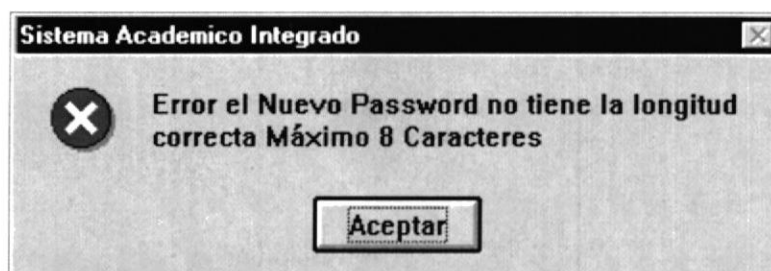 Sistema Academico Integrado
Error el Nuevo Password no tiene la longitud
correcta Máximo 8 Caracteres
Aceptar